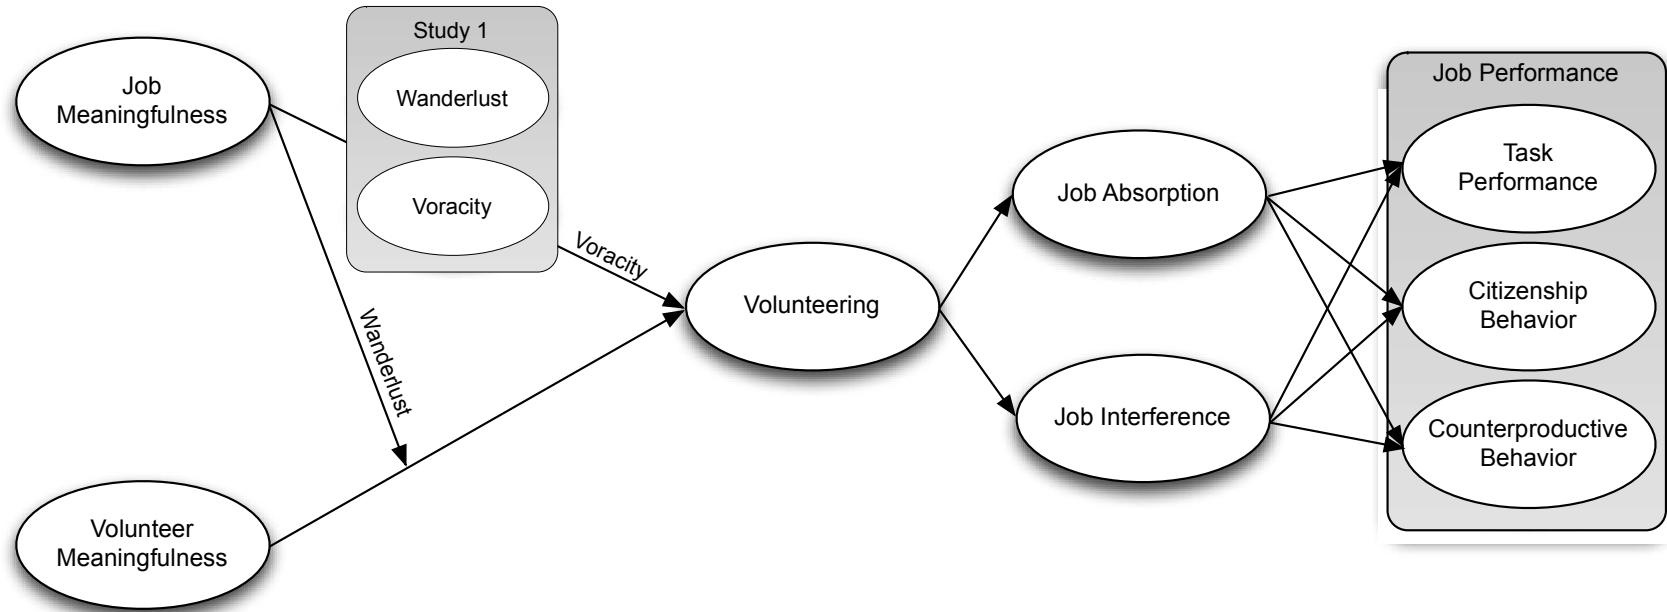 Job
Meaningfulness
Study 1
Wanderlust
Voracity
Voracity
Wanderlust
Volunteer
Meaningfulness
Volunteering
Job Absorption
Job Interference
Job Performance
Task
Performance
Citizenship
Behavior
Counterproductive
Behavior